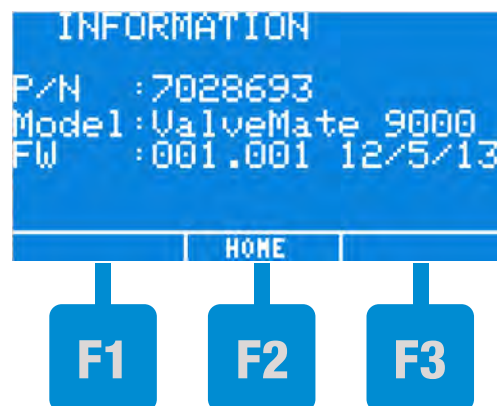 INFORMATION
P/N :7028693
Model:ValveMate 9000
FW :001.001 12/5/13
HOME
F1 F2 F3